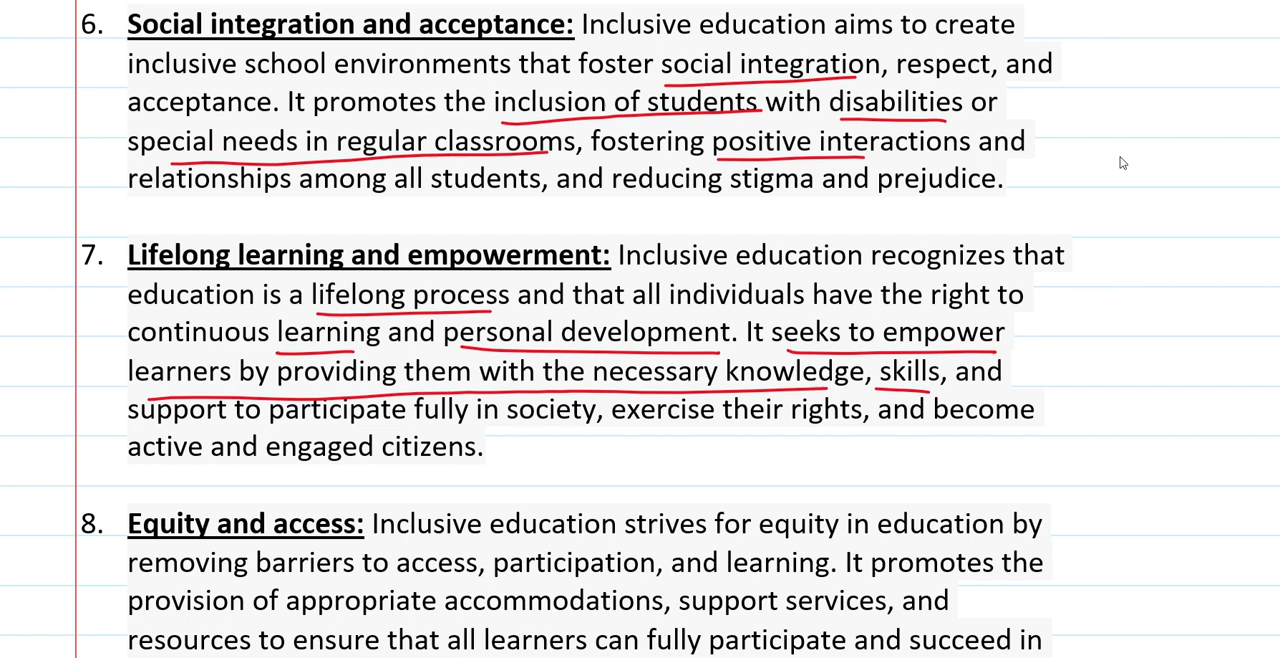 6. Social integration and acceptance: Inclusive education aims to create
inclusive school environments that foster social integration, respect, and
acceptance. It promotes the inclusion of students with disabilities or
special needs in regular classrooms, fostering positive interactions and
relationships among all students, and reducing stigma and prejudice.
7. Lifelong learning and empowerment: Inclusive education recognizes that
education is a lifelong process and that all individuals have the right to
continuous learning and personal development. It seeks to empower
learners by providing them with the necessary knowledge, skills, and
support to participate fully in society, exercise their rights, and become
active and engaged citizens.
8. Equity and access: Inclusive education strives for equity in education by
removing barriers to access, participation, and learning. It promotes the
provision of appropriate accommodations, support services, and
resources to ensure that all learners can fully participate and succeed in